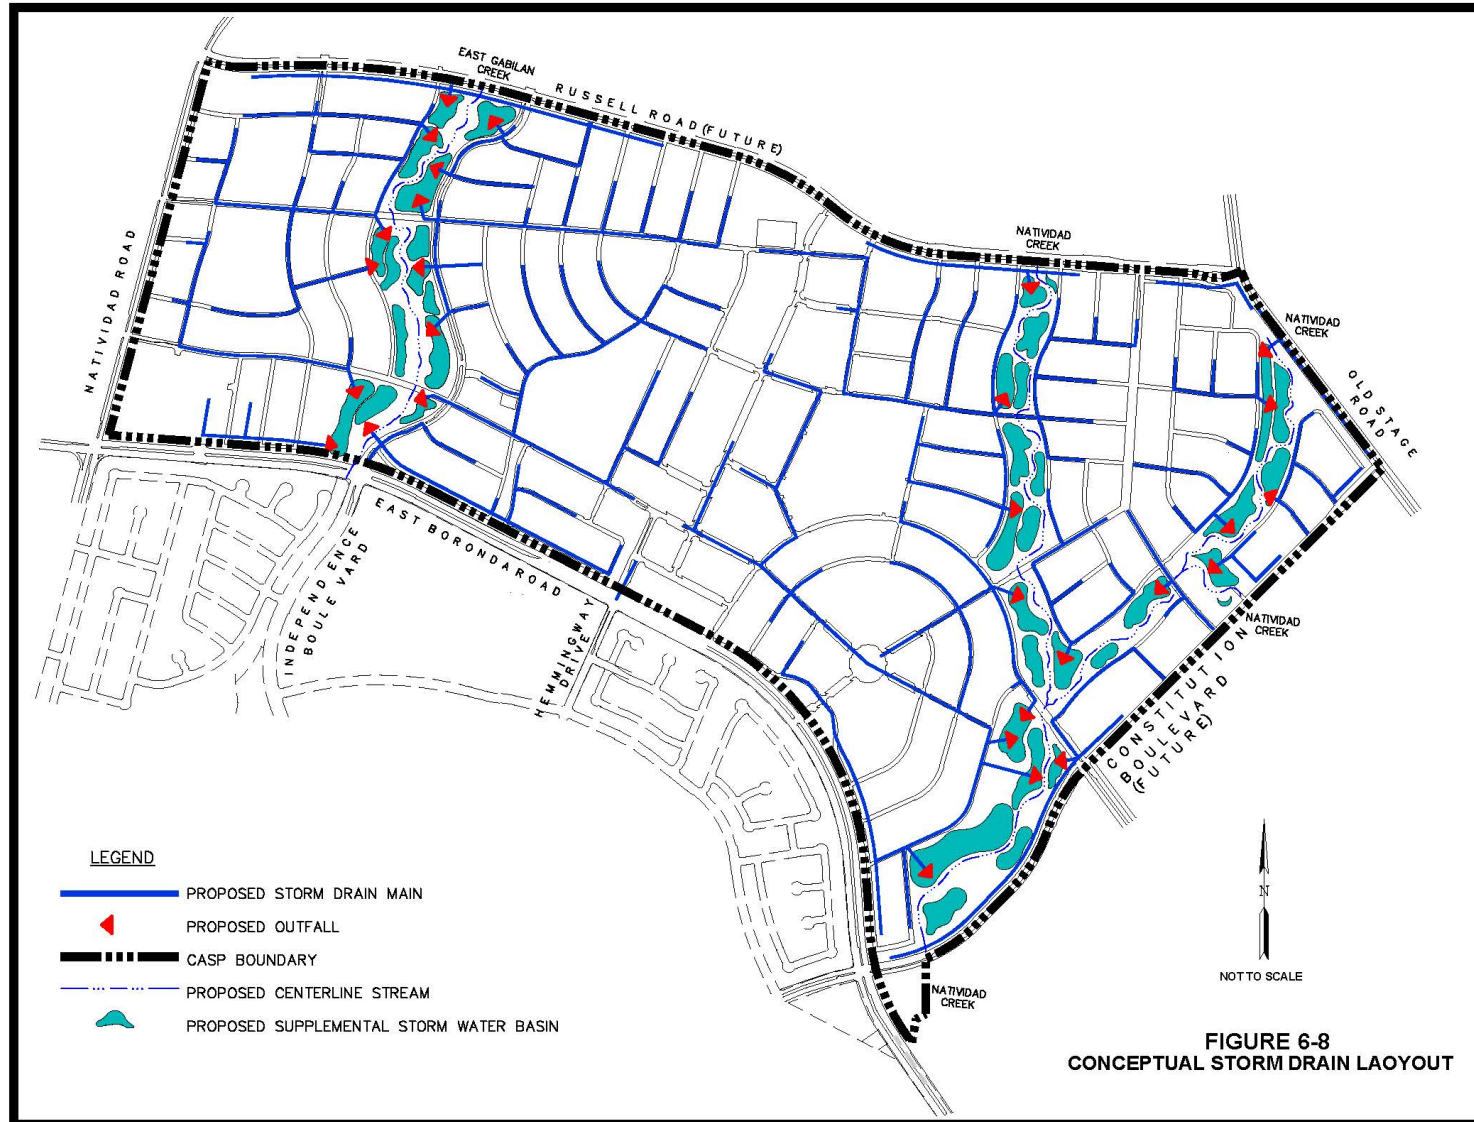 EAST GABILAN
CREEK
RUSSELL ROAD (FUTURE)
NATIVIDAD
CREEK
NATIVIDAD
CREEK
OLD STAGE
ROAD
NATIVIDAD ROAD
INDEPENDENCE
BOULEVARD
EAST BORONDA ROAD
HEMMINGWAY
DRIVE
NATIVIDAD
CREEK
CONSTITUTION
BOULEVARD
(FUTURE)
NATIVIDAD
CREEK
LEGEND
PROPOSED STORM DRAIN MAIN
PROPOSED OUTFALL
CASP BOUNDARY
PROPOSED CENTERLINE STREAM
PROPOSED SUPPLEMENTAL STORM WATER BASIN
N
NOT TO SCALE
FIGURE 6-8
CONCEPTUAL STORM DRAIN LAOYOUT